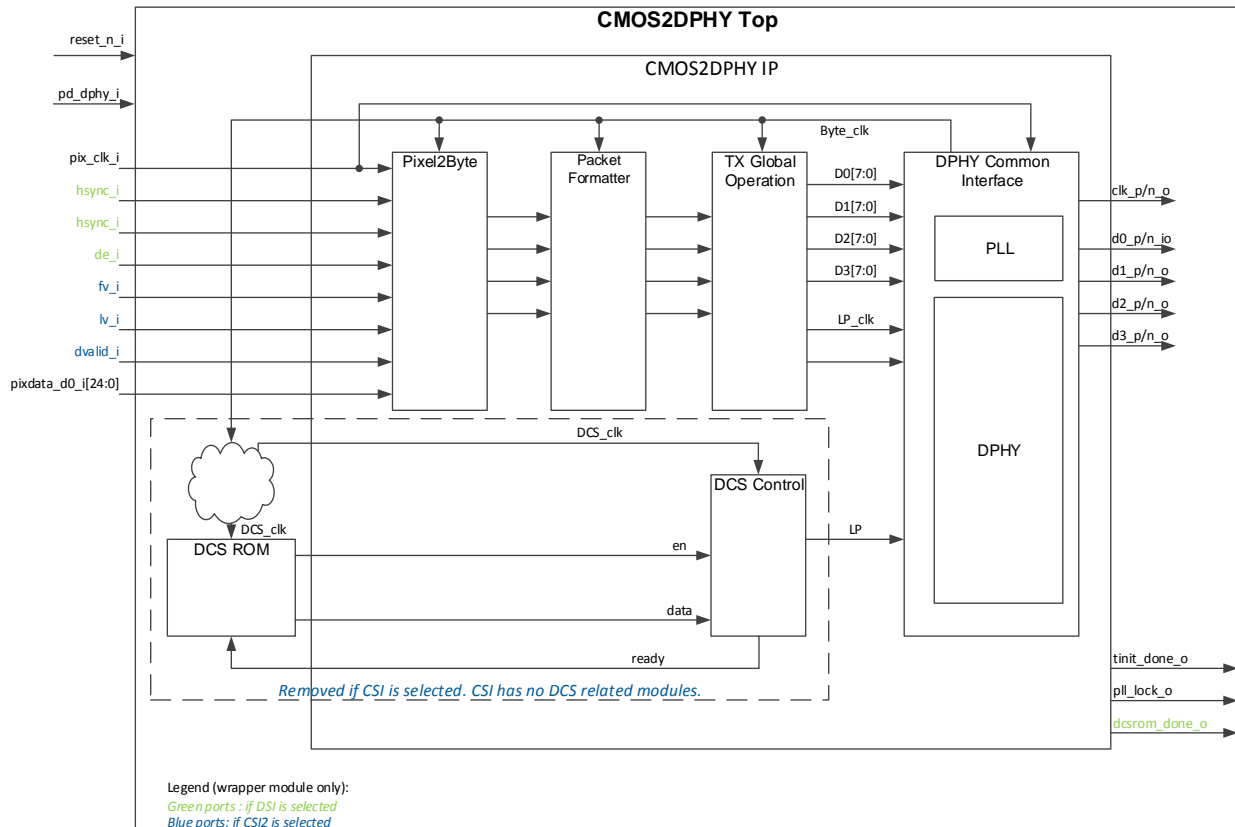 CMOS2DPHY Top
reset_n_i
CMOS2DPHY IP
pd_dphy_i
Byte_clk
pix_clk_i
Pixel2Byte
Packet
Formatter
TX Global
Operation
DPHY Common
Interface
D0[7:0]
clk_p/n_o
hsync_i
D1[7:0]
hsync_i
D2[7:0]
PLL
d0_p/n_io
de_i
D3[7:0]
d1_p/n_o
fv_i
d2_p/n_o
lv_i
LP_clk
d3_p/n_o
dvalid_i
pixdata_d0_i[24:0]
DCS_clk
DPHY
DCS Control
DCS_clk
LP
DCS ROM
en
data
ready
tinit_done_o
Removed if CSI is selected. CSI has no DCS related modules.
pll_lock_o
dcsrom_done_o
Legend (wrapper module only):
Green ports : if DSI is selected
Blue ports: if CSI2 is selected